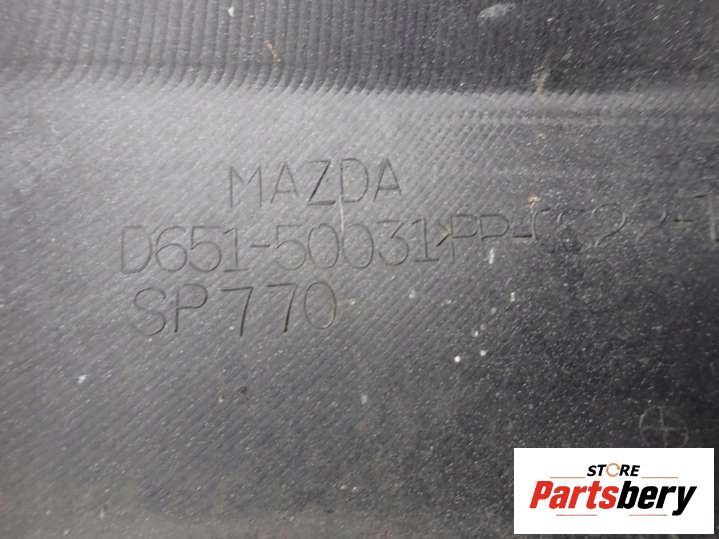 MAZDA
D651-50031
SP770
STORE
Partsbery